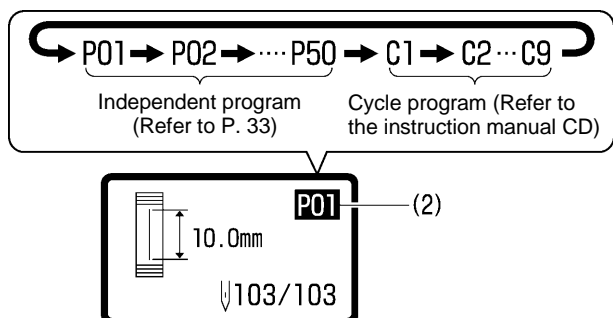 P01 → P02 → ···· P50 → C1 → C2 ··· C9
Independent program
(Refer to P. 33)
Cycle program (Refer to
the instruction manual CD)
P01
(2)
10.0mm
103/103